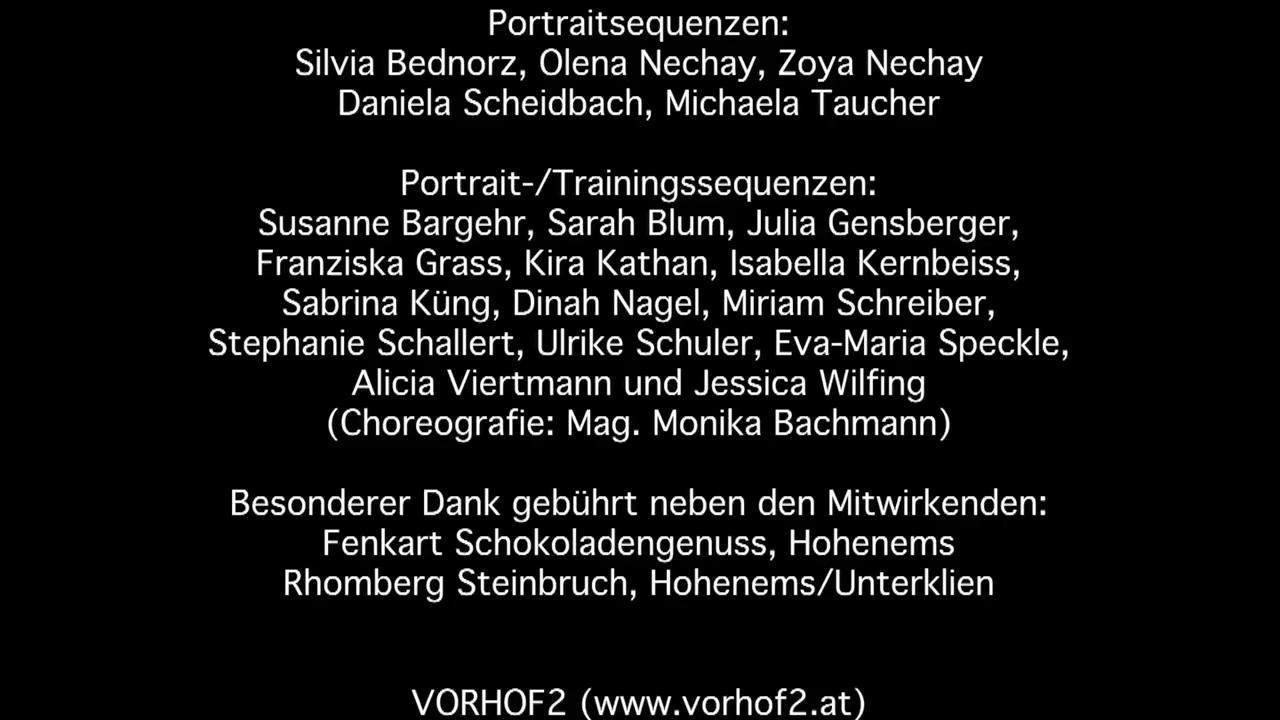 Portraitsequenzen:
Silvia Bednorz, Olena Nechay, Zoya Nechay
Daniela Scheidbach, Michaela Taucher
Portrait-/Trainingssequenzen:
Susanne Bargehr, Sarah Blum, Julia Gensberger,
Franziska Grass, Kira Kathan, Isabella Kernbeiss,
Sabrina Küng, Dinah Nagel, Miriam Schreiber,
Stephanie Schallert, Ulrike Schuler, Eva-Maria Speckle,
Alicia Viertmann und Jessica Wilfing
(Choreografie: Mag. Monika Bachmann)
Besonderer Dank gebührt neben den Mitwirkenden:
Fenkart Schokoladengenuss, Hohenems
Rhomberg Steinbruch, Hohenems/Unterklien
VORHOF2 (www.vorhof2.at)